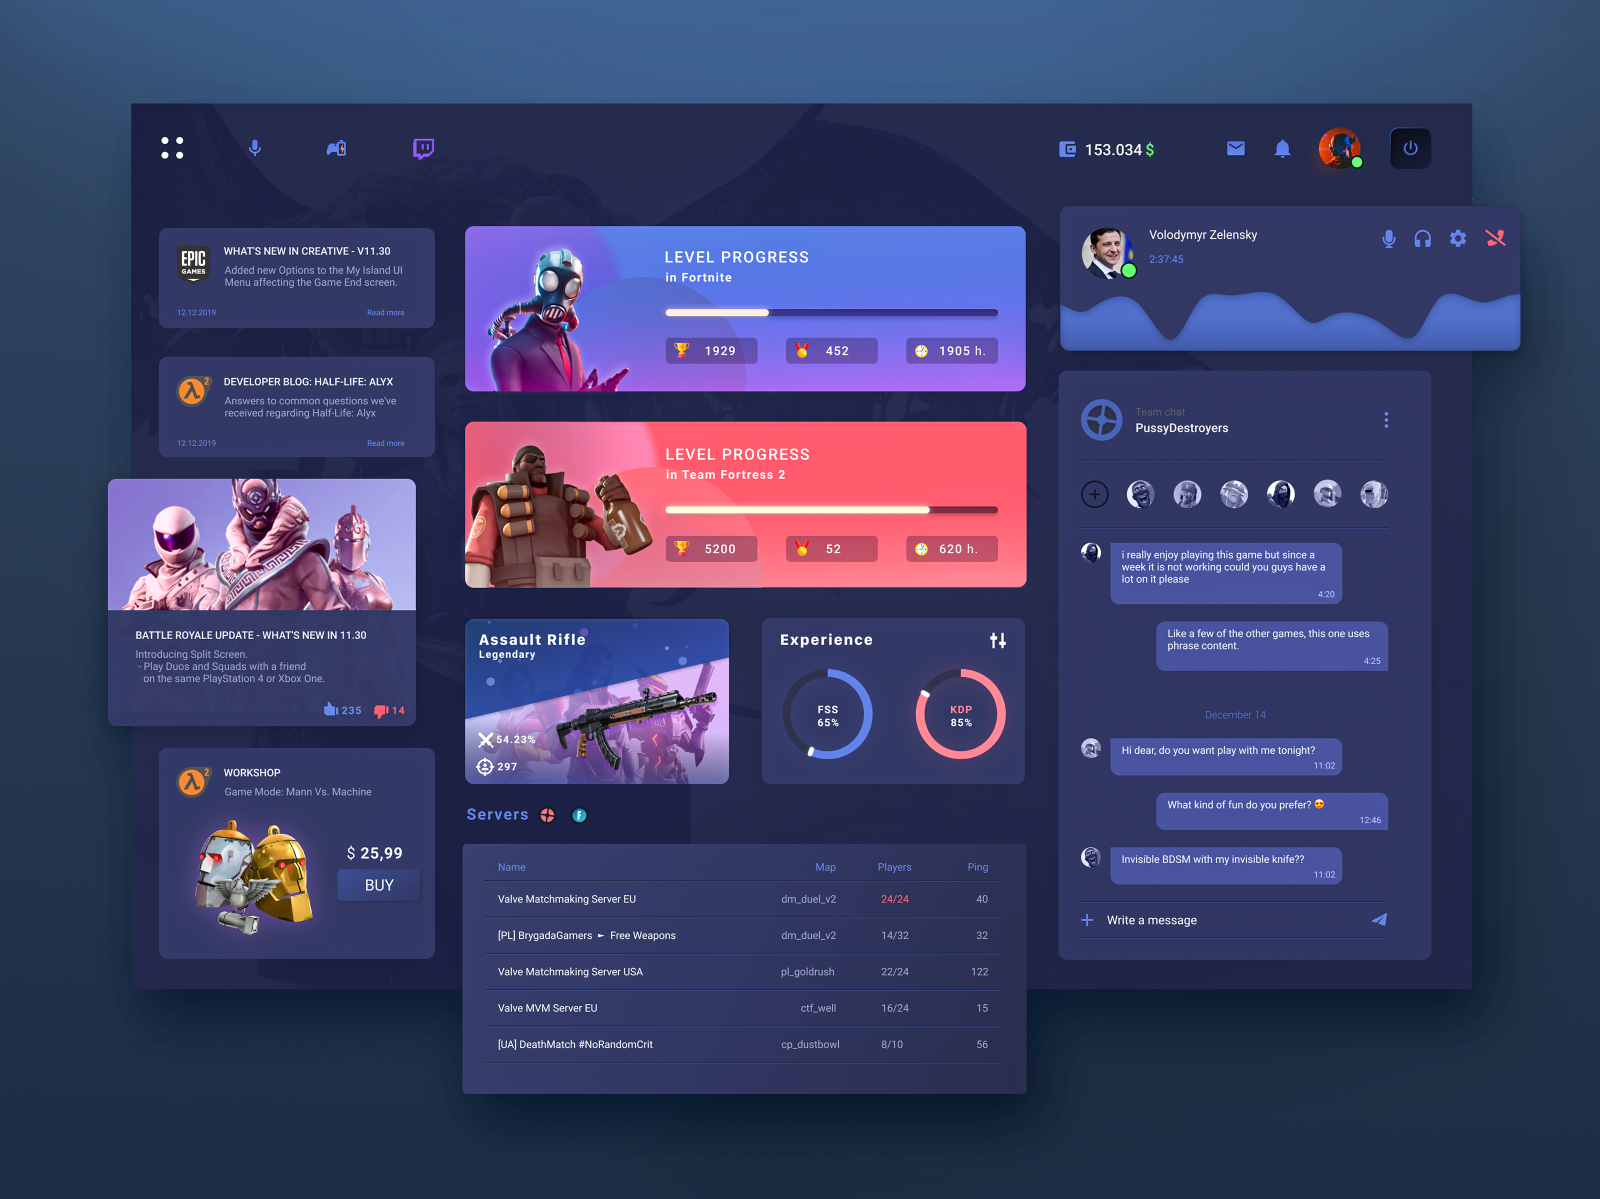 153.034 $
EPIC
GAMES
WHAT'S NEW IN CREATIVE - V11.30
Added new Options to the My Island UI
Menu affecting the Game End screen.
12.12.2019
Read more
2
DEVELOPER BLOG: HALF-LIFE: ALYX
Answers to common questions we've
received regarding Half-Life: Alyx
12.12.2019
Read more
BATTLE ROYALE UPDATE - WHAT'S NEW IN 11.30
Introducing Split Screen.
- Play Duos and Squads with a friend
on the same PlayStation 4 or Xbox One.
235
14
2
WORKSHOP
Game Mode: Mann Vs. Machine
$ 25,99
BUY
LEVEL PROGRESS
in Fortnite
1929
452
1905 h.
LEVEL PROGRESS
in Team Fortress 2
5200
52
620 h.
Assault Rifle
Legendary
54.23%
297
Experience
FSS
65%
KDP
85%
Servers
F
Name Map Players Ping
Valve Matchmaking Server EU dm_duel_v2 24/24 40
[PL] BrygadaGamers ► Free Weapons dm_duel_v2 14/32 32
Valve Matchmaking Server USA pl_goldrush 22/24 122
Valve MVM Server EU ctf_well 16/24 15
[UA] DeathMatch #NoRandomCrit cp_dustbowl 8/10 56
Volodymyr Zelensky
2:37:45
Team chat
PussyDestroyers
i really enjoy playing this game but since a
week it is not working could you guys have a
lot on it please
4:20
Like a few of the other games, this one uses
phrase content.
4:25
December 14
Hi dear, do you want play with me tonight?
11:02
What kind of fun do you prefer? 😍
12:46
Invisible BDSM with my invisible knife??
11:02
Write a message